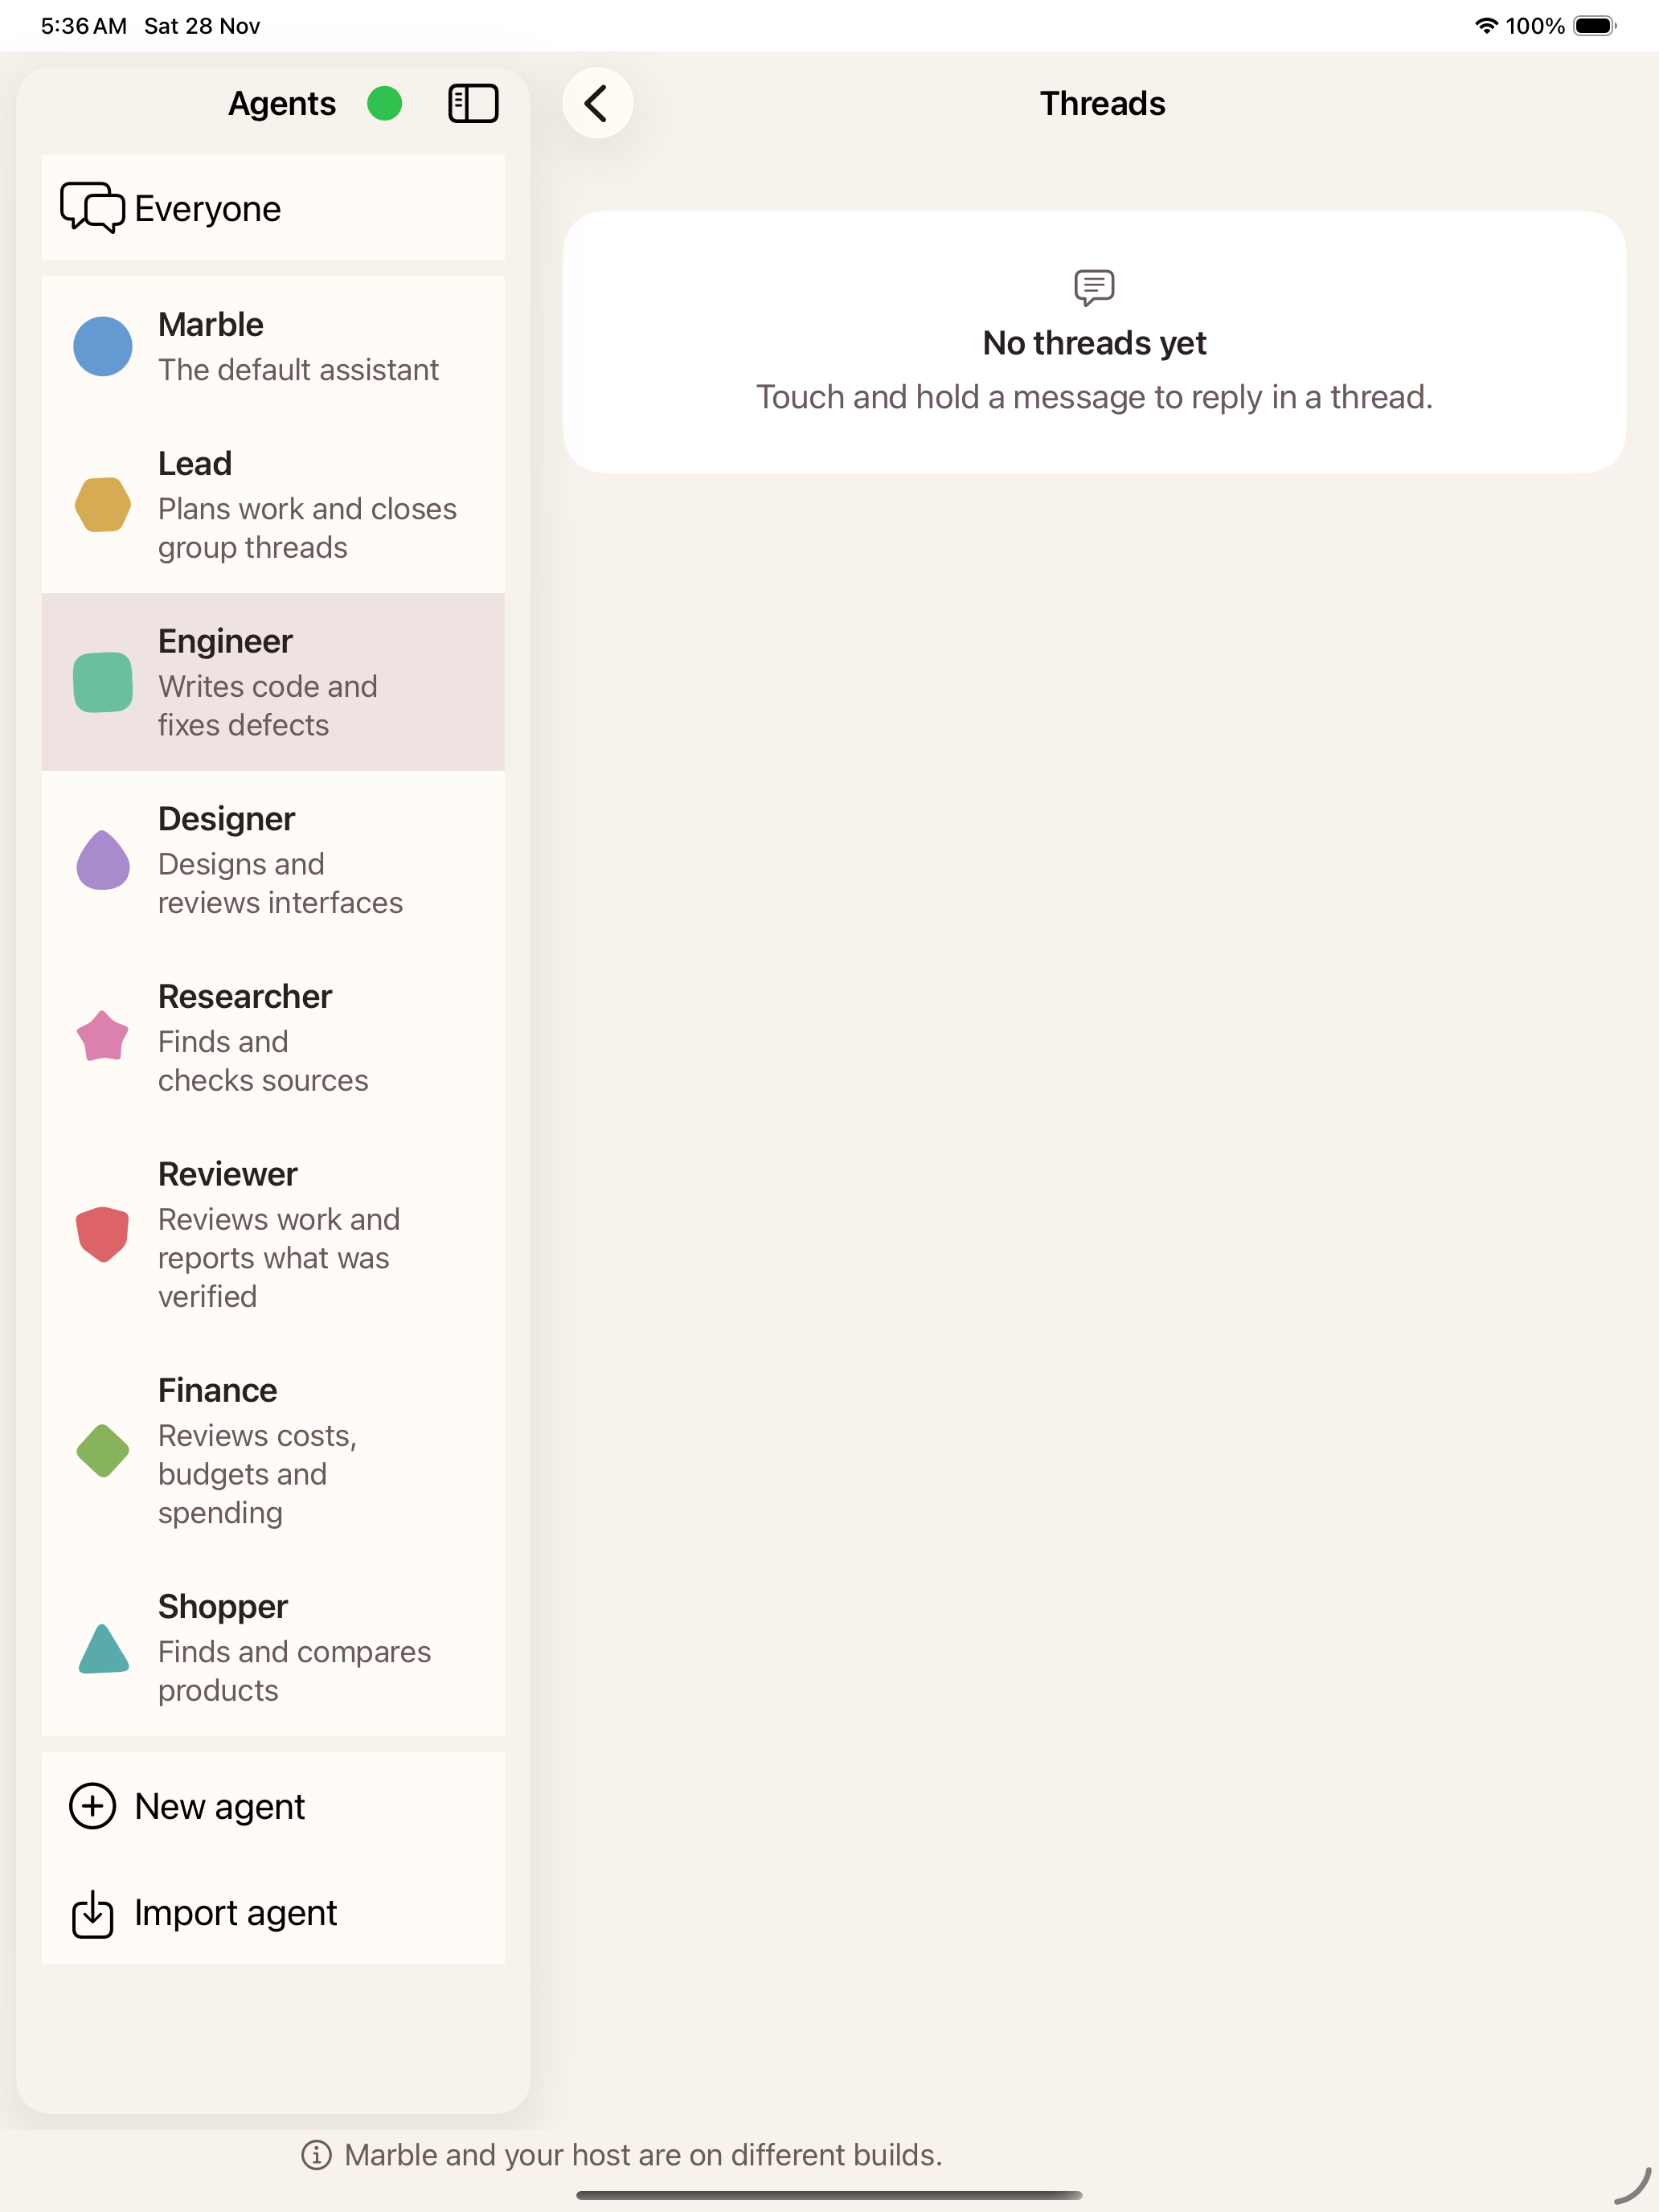 5:36 AM Sat 28 Nov
100%
Agents
Threads
Everyone
Marble
The default assistant
Lead
Plans work and closes
group threads
Engineer
Writes code and
fixes defects
Designer
Designs and
reviews interfaces
Researcher
Finds and
checks sources
Reviewer
Reviews work and
reports what was
verified
Finance
Reviews costs,
budgets and
spending
Shopper
Finds and compares
products
New agent
Import agent
No threads yet
Touch and hold a message to reply in a thread.
Marble and your host are on different builds.